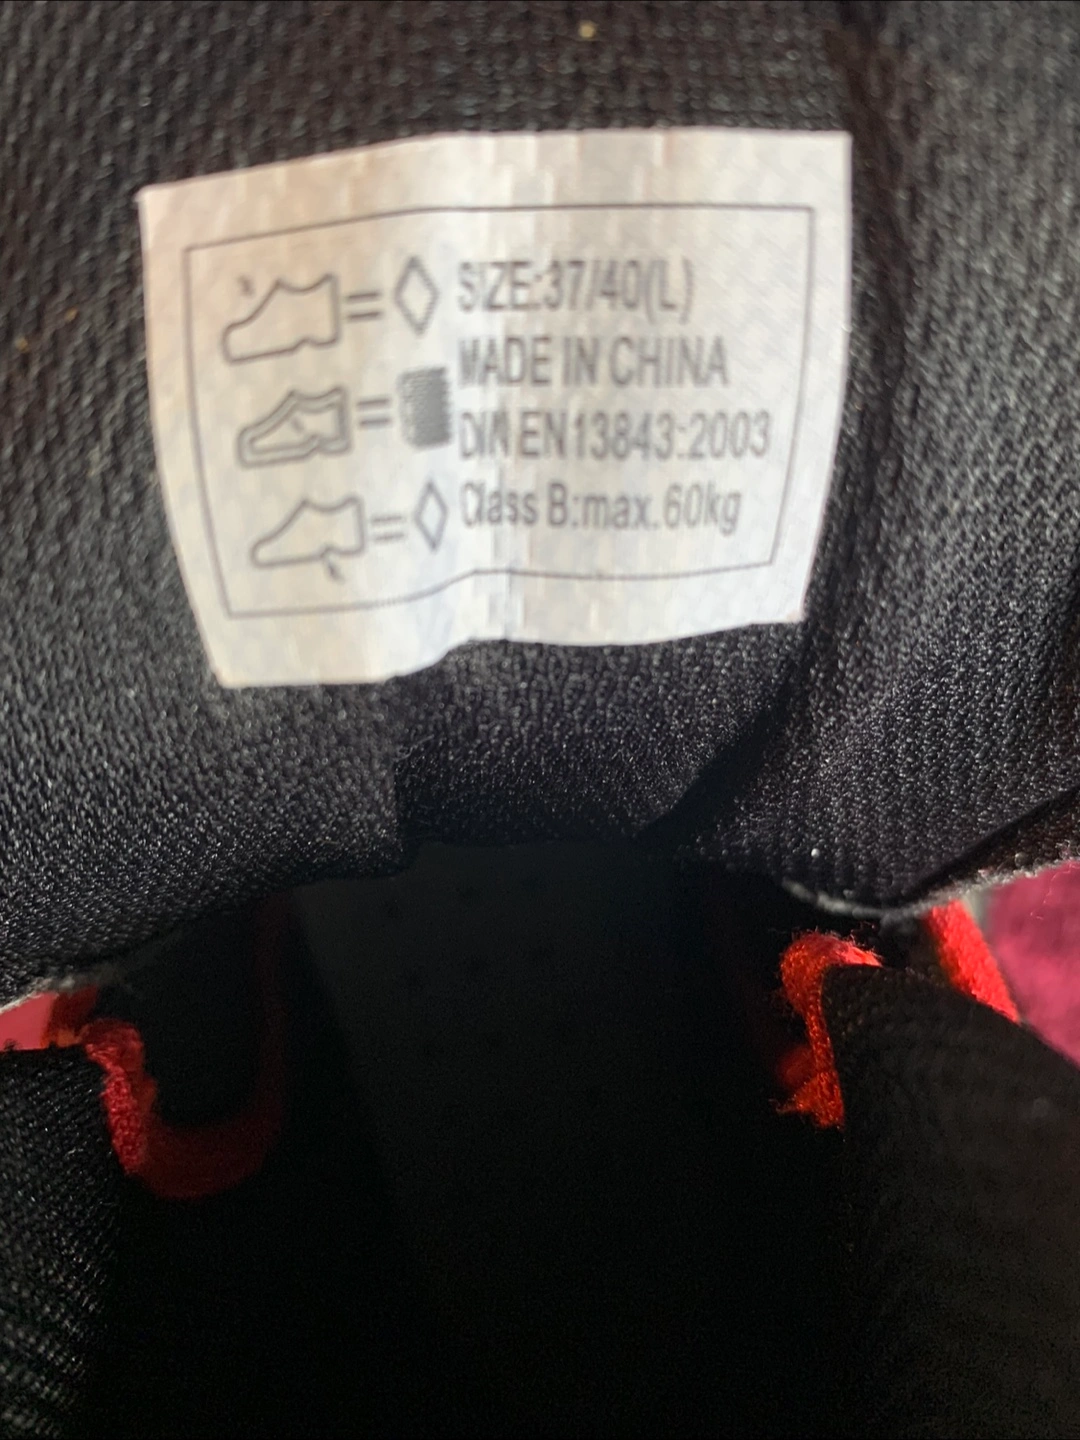 SIZE:37/40(L)
MADE IN CHINA
DIN EN13843:2003
Class B:max.60kg